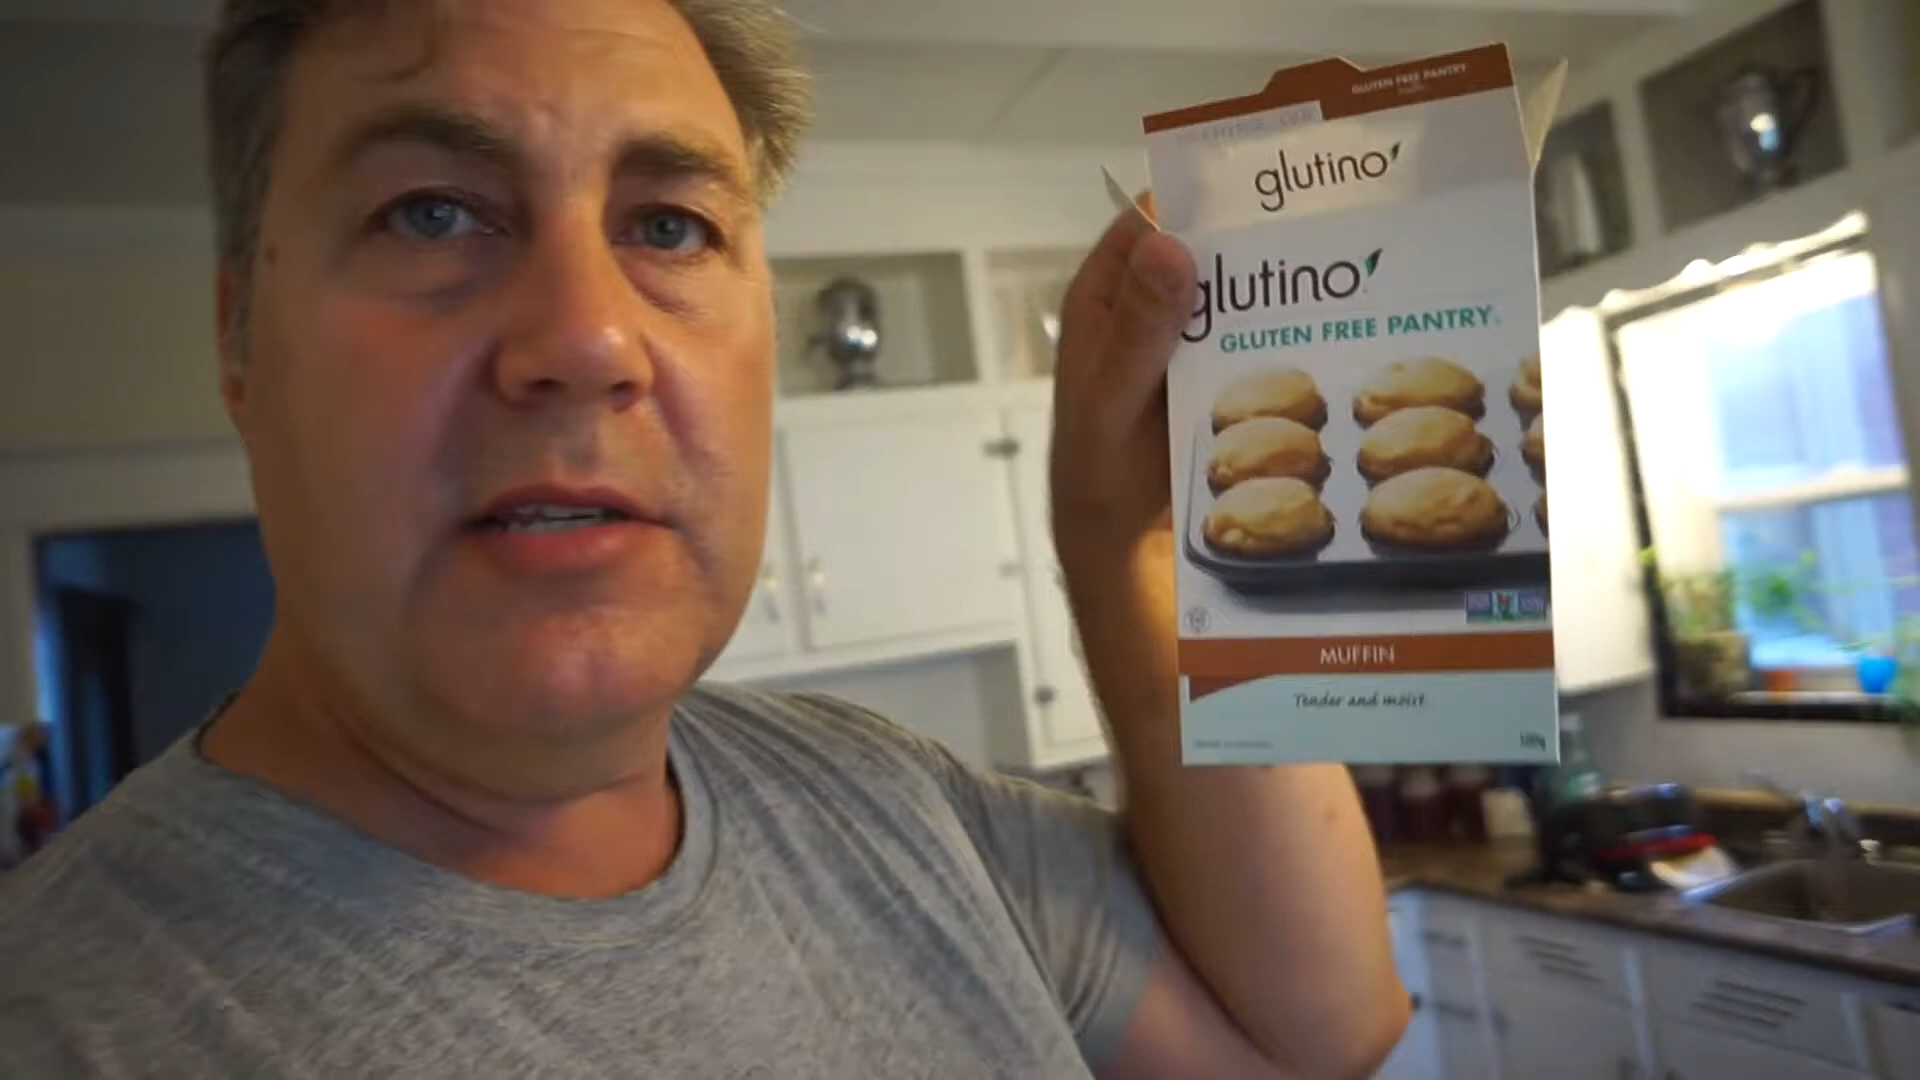 GLUTEN FREE PANTRY
glutino
glutino
GLUTEN FREE PANTRY
MUFFIN
Tender and moist